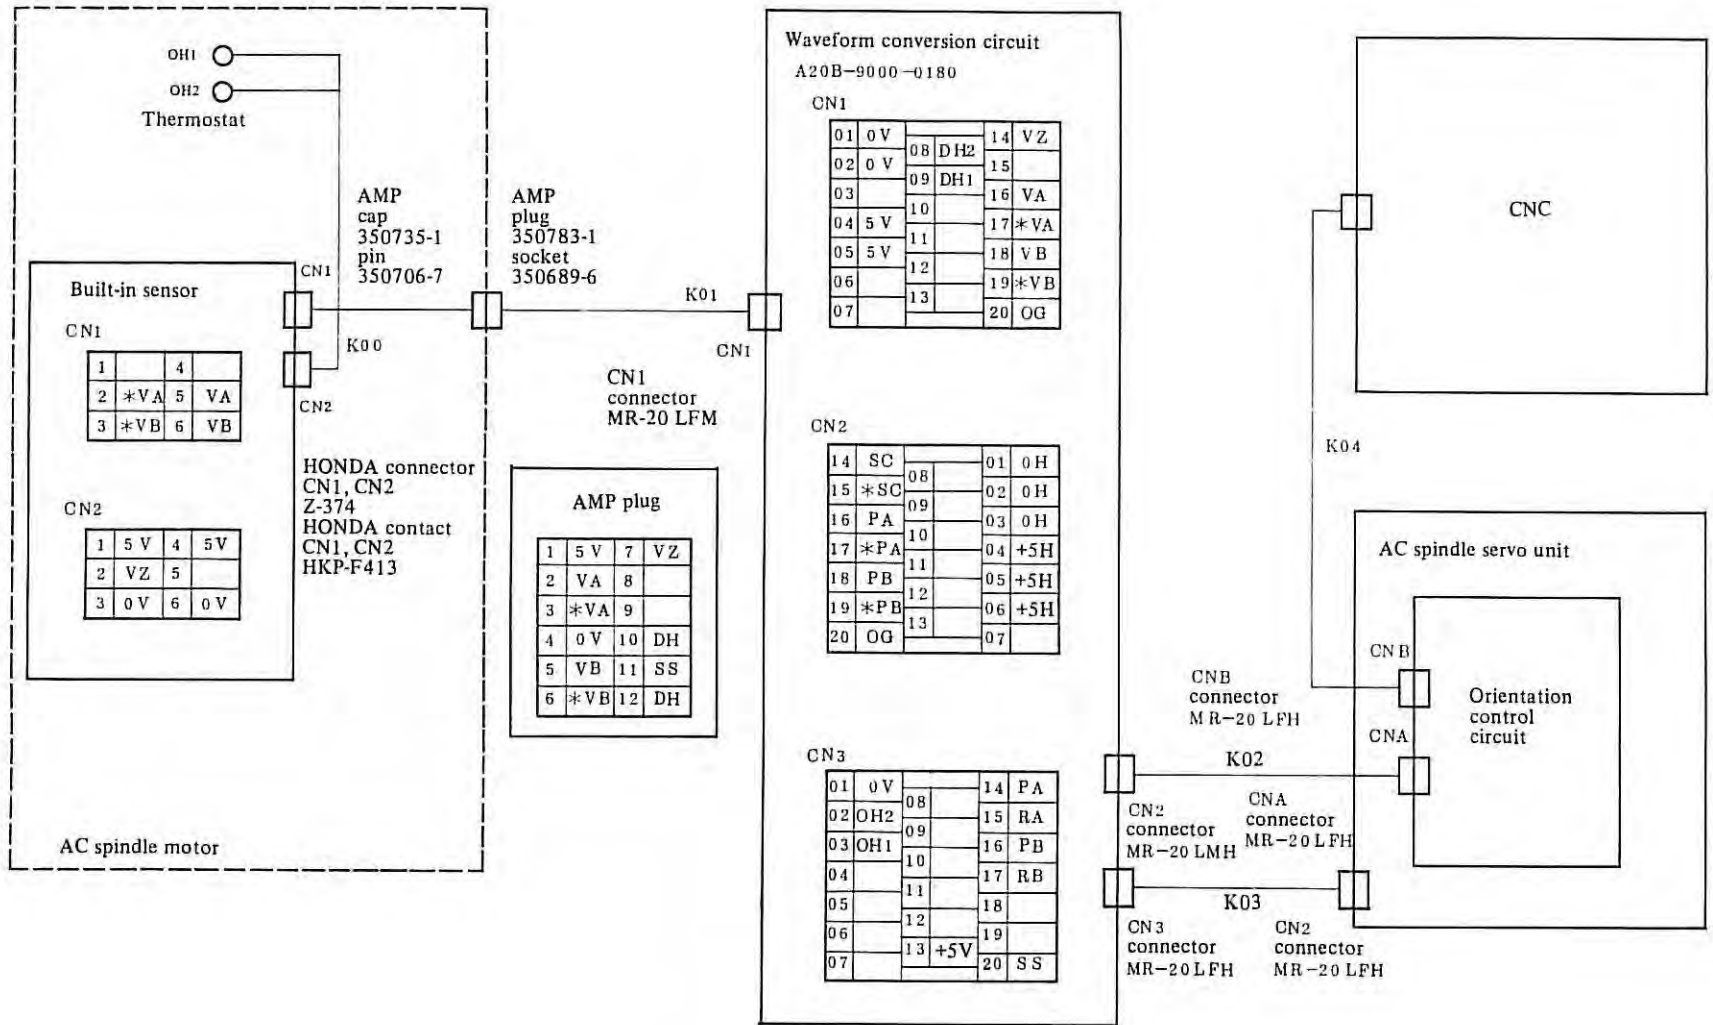 OH1
OH2
Thermostat
AMP
cap
350735-1
pin
350706-7
AMP
plug
350783-1
socket
350689-6
Built-in sensor
CN1
K00
CN2
CN1
1 4
2 *VA 5 VA
3 *VB 6 VB
CN2
1 5V 4 5V
2 VZ 5
3 0V 6 0V
HONDA connector
CN1, CN2
Z-374
HONDA contact
CN1, CN2
HKP-F413
AC spindle motor
K01
CN1
CN1
connector
MR-20 LFM
AMP plug
1 5V 7 VZ
2 VA 8
3 *VA 9
4 0V 10 DH
5 VB 11 SS
6 *VB 12 DH
Waveform conversion circuit
A20B-9000-0180
CN1
01 0V 14 VZ
08 DH2
02 0V 15
09 DH1
03 16 VA
10
04 5V 17 *VA
11
05 5V 18 VB
12
06 19 *VB
13
07 20 OG
CN2
14 SC 01 0H
08
15 *SC 02 0H
09
16 PA 03 0H
10
17 *PA 04 +5H
11
18 PB 05 +5H
12
19 *PB 06 +5H
13
20 OG 07
CN3
01 0V 14 PA
08
02 OH2 15 RA
09
03 OH1 16 PB
10
04 17 RB
11
05 18
12
06 19
13 +5V
07 20 SS
CNC
K04
AC spindle servo unit
CNB
CNA
Orientation
control
circuit
CNB
connector
MR-20 LFH
K02
CN2
connector
MR-20 LMH
CNA
connector
MR-20 LFH
K03
CN3
connector
MR-20 LFH
CN2
connector
MR-20 LFH